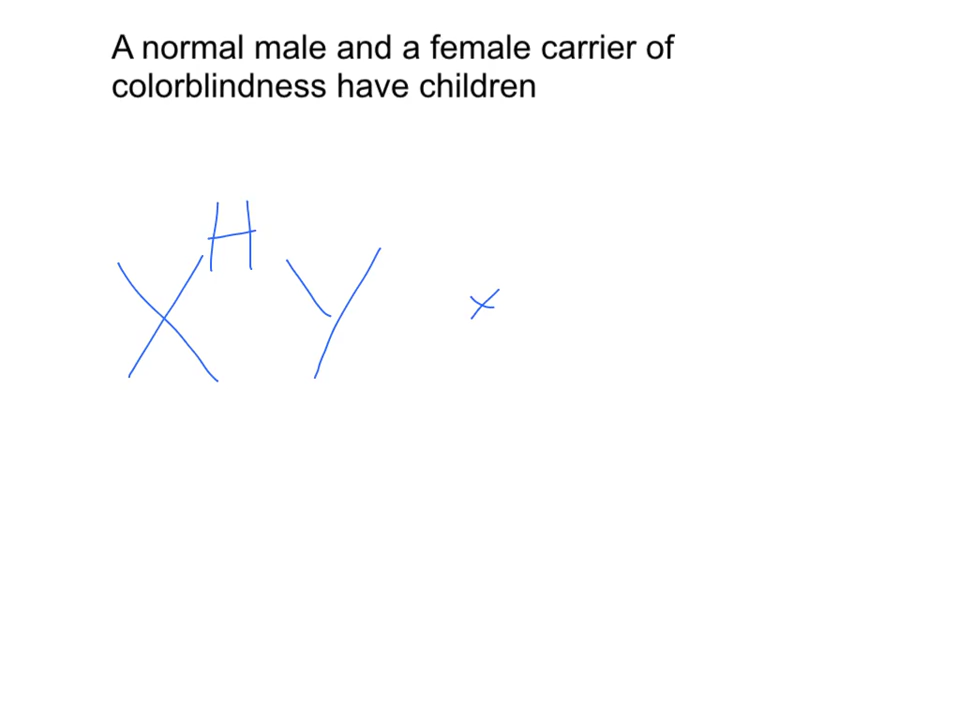 A normal male and a female carrier of
colorblindness have children
X^H Y x